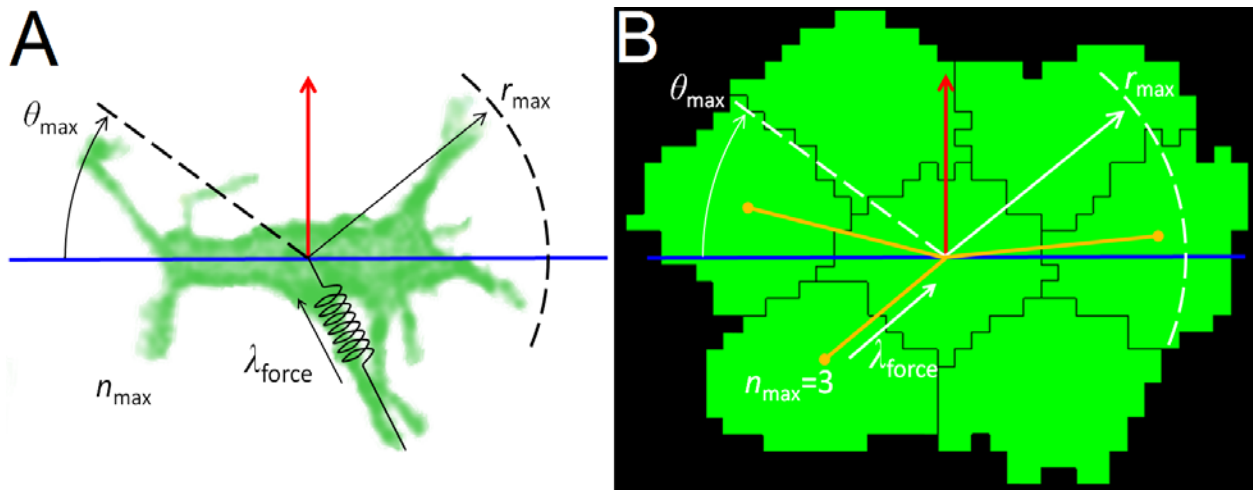 A
θmax
rmax
λforce
nmax
B
θmax
rmax
λforce
nmax=3